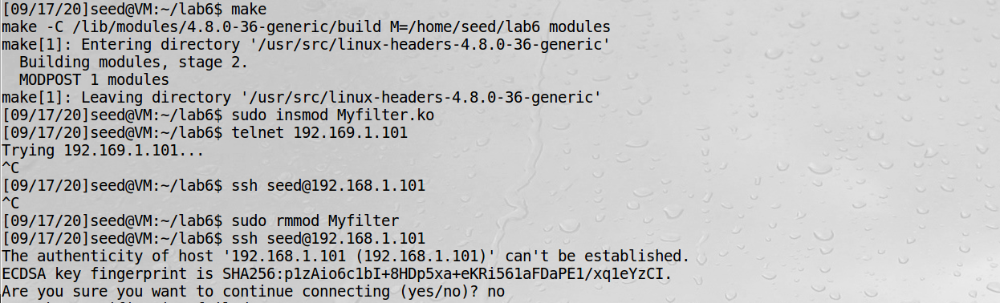 [09/17/20]seed@VM:~/lab6$ make
make -C /lib/modules/4.8.0-36-generic/build M=/home/seed/lab6 modules
make[1]: Entering directory '/usr/src/linux-headers-4.8.0-36-generic'
  Building modules, stage 2.
  MODPOST 1 modules
make[1]: Leaving directory '/usr/src/linux-headers-4.8.0-36-generic'
[09/17/20]seed@VM:~/lab6$ sudo insmod Myfilter.ko
[09/17/20]seed@VM:~/lab6$ telnet 192.169.1.101
Trying 192.169.1.101...
^C
[09/17/20]seed@VM:~/lab6$ ssh seed@192.168.1.101
^C
[09/17/20]seed@VM:~/lab6$ sudo rmmod Myfilter
[09/17/20]seed@VM:~/lab6$ ssh seed@192.168.1.101
The authenticity of host '192.168.1.101 (192.168.1.101)' can't be established.
ECDSA key fingerprint is SHA256:p1zAio6c1bI+8HDp5xa+eKRi561aFDaPE1/xq1eYzCI.
Are you sure you want to continue connecting (yes/no)? no